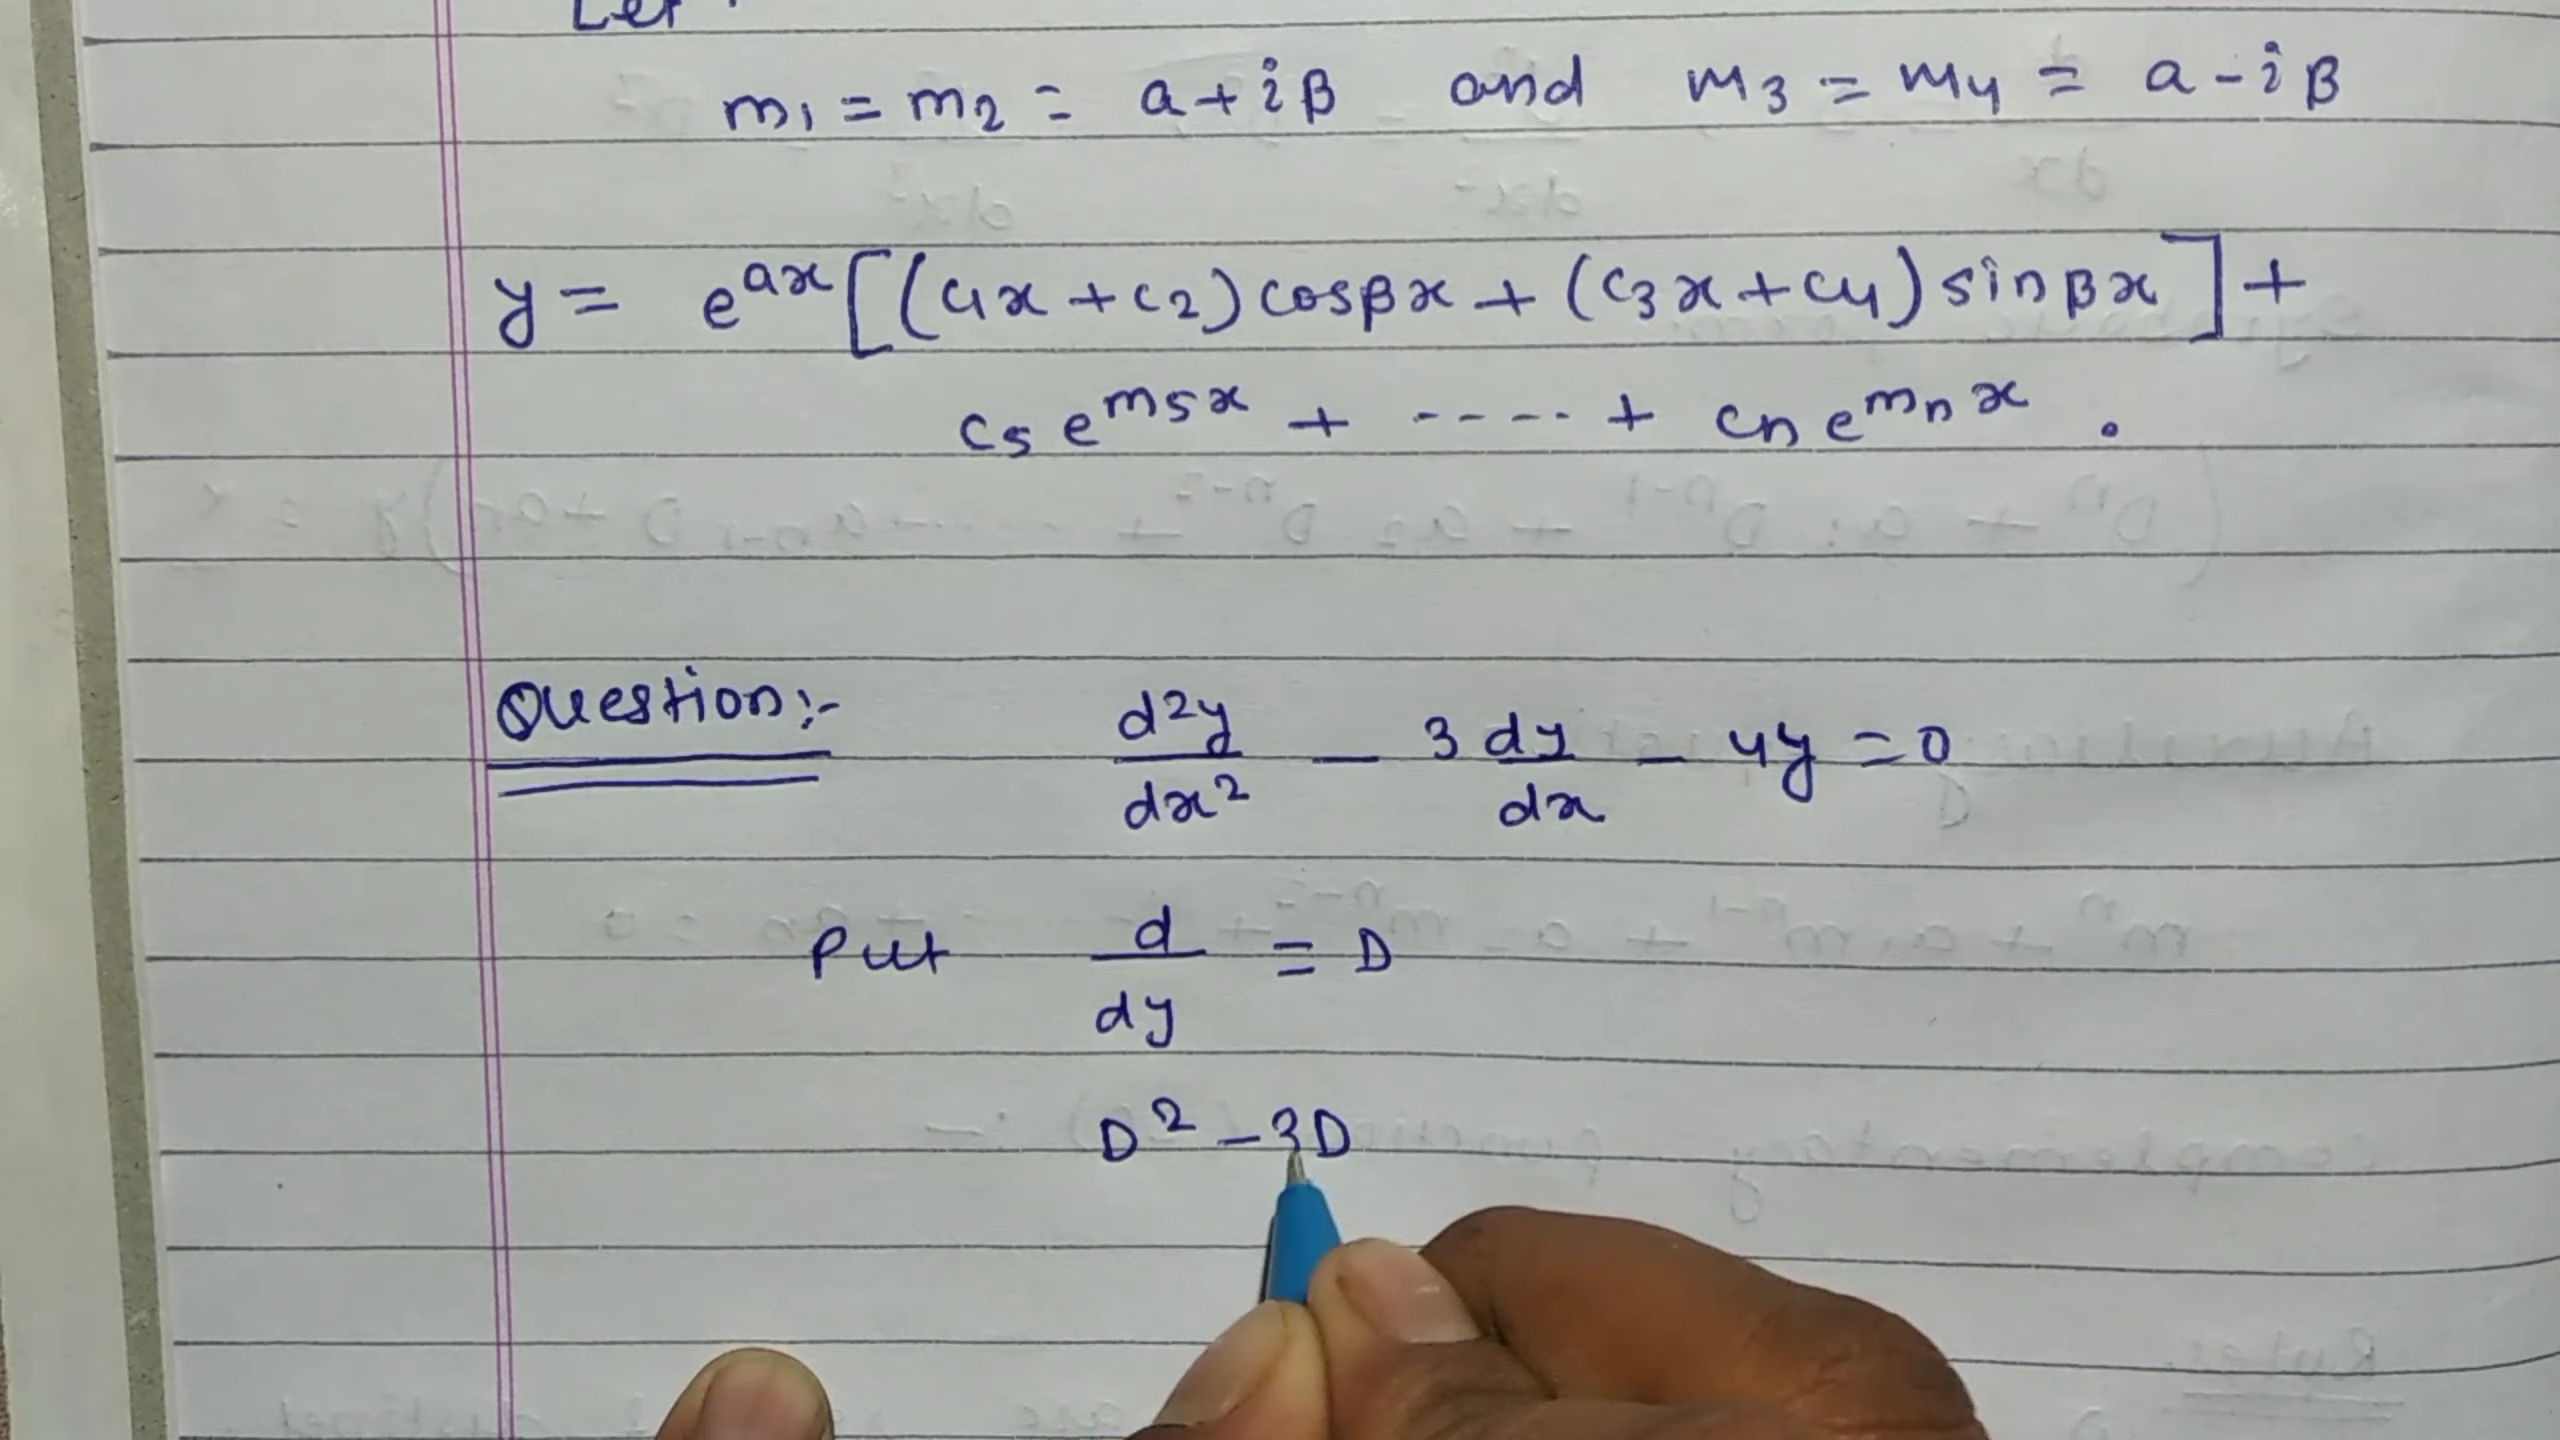 Let
m1 = m2 = a+iβ and m3 = m4 = a-iβ
y = e^ax [(c1x+c2) cosβx + (c3x+c4) sinβx] +
c5 e^m5x + ---- + cn e^mnx .
Question:- d²y/dx² - 3 dy/dx - 4y = 0
Put d/dy = D
D² - 3D